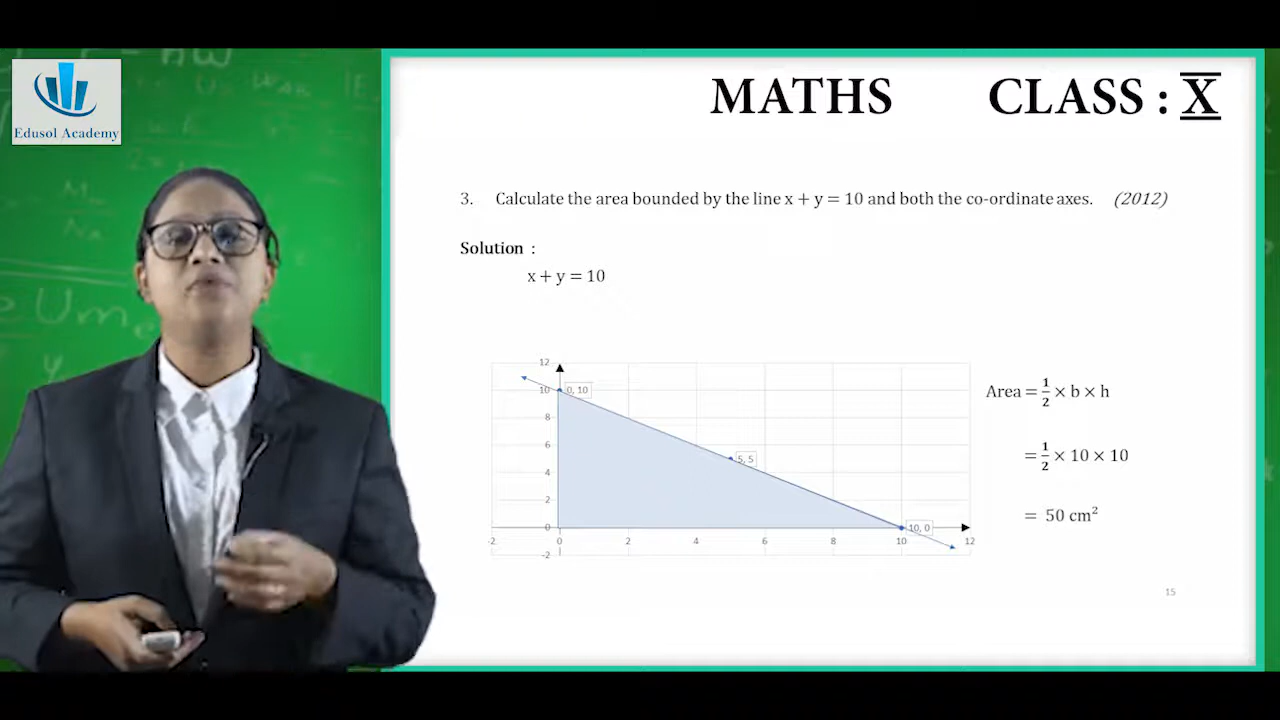 Edusol Academy
MATHS CLASS : X
3. Calculate the area bounded by the line x + y = 10 and both the co-ordinate axes. (2012)
Solution :
x + y = 10
12
10
8
6
4
2
0
-2
-2 0 2 4 6 8 10 12
0, 10
5, 5
10, 0
Area = 1/2 × b × h
= 1/2 × 10 × 10
= 50 cm²
15